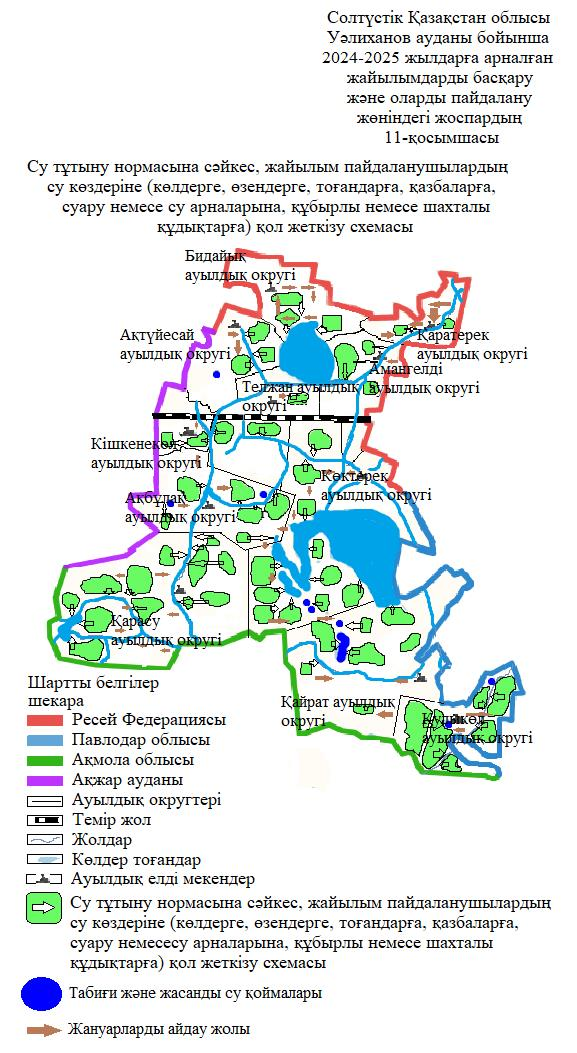 Солтүстік Қазақстан облысы
Уәлиханов ауданы бойынша
2024-2025 жылдарға арналған
жайылымдарды басқару
және оларды пайдалану
жөніндегі жоспардың
11-қосымшасы
Су тұтыну нормасына сәйкес, жайылым пайдаланушылардың
су көздеріне (көлдерге, өзендерге, тоғандарға, қазбаларға,
суару немесе су арналарына, құбырлы немесе шахталы
құдықтарға) қол жеткізу схемасы
Бидайық
ауылдық округі
Ақтүйесай
ауылдық округі
Қаратерек
ауылдық округі
Амангелді
ауылдық округі
Телжан ауылдық
округі
Кішкенекөл
ауылдық округі
Көктерек
ауылдық округі
Ақбұлақ
ауылдық округі
Қарасу
ауылдық округі
Қайрат ауылдық
округі
Құлыкөл
ауылдық округі
Шартты белгілер
шекара
Ресей Федерациясы
Павлодар облысы
Ақмола облысы
Ақжар ауданы
Ауылдық округтері
Темір жол
Жолдар
Көлдер тоғандар
Ауылдық елді мекендер
Су тұтыну нормасына сәйкес, жайылым пайдаланушылардың
су көздеріне (көлдерге, өзендерге, тоғандарға, қазбаларға,
суару немесесу арналарына, құбырлы немесе шахталы
құдықтарға) қол жеткізу схемасы
Табиғи және жасанды су қоймалары
Жануарларды айдау жолы